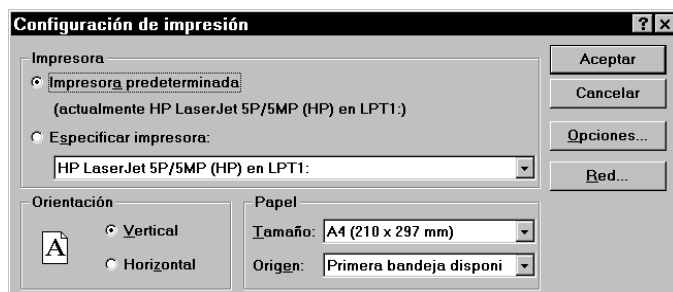 Configuración de impresión
Impresora
Impresora predeterminada
(actualmente HP LaserJet 5P/5MP (HP) en LPT1:)
Especificar impresora:
HP LaserJet 5P/5MP (HP) en LPT1:
Aceptar
Cancelar
Opciones...
Red...
Orientación
A
Vertical
Horizontal
Papel
Tamaño: A4 (210 x 297 mm)
Origen: Primera bandeja disponi